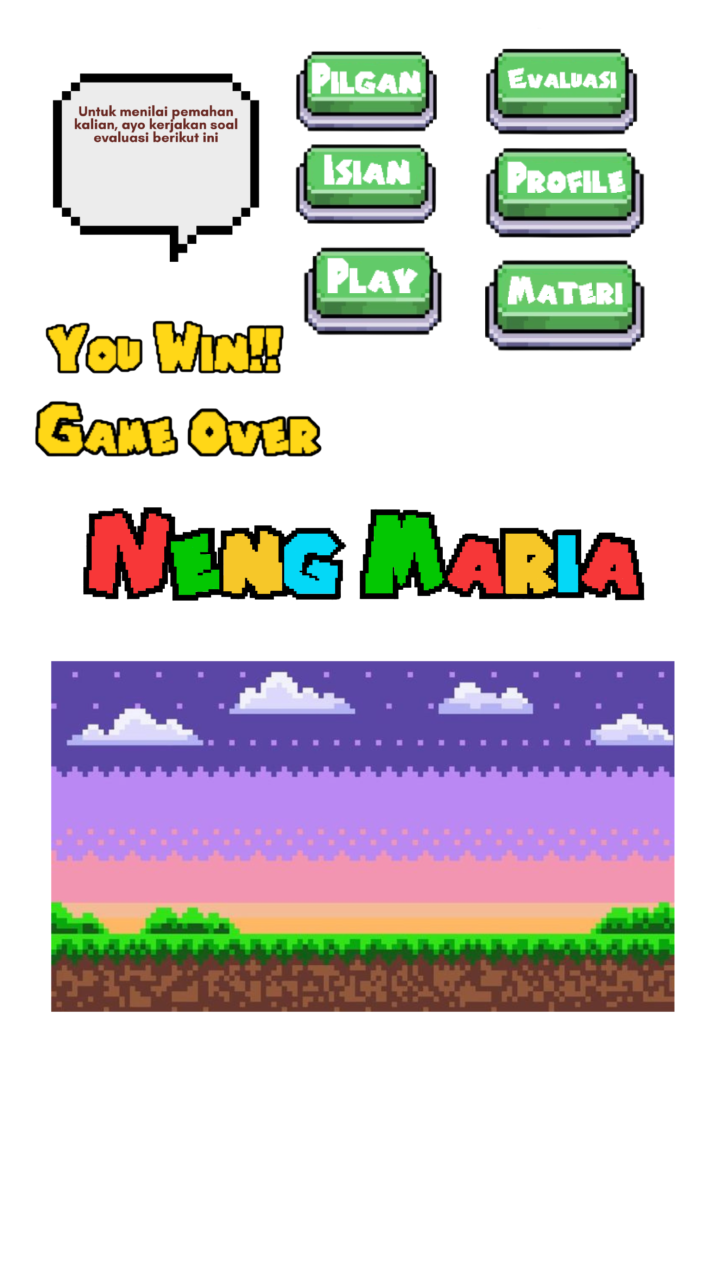 Untuk menilai pemahan
kalian, ayo kerjakan soal
evaluasi berikut ini
PILGAN
EVALUASI
ISIAN
PROFILE
PLAY
MATERI
YOU WIN!!
GAME OVER
NENG MARIA